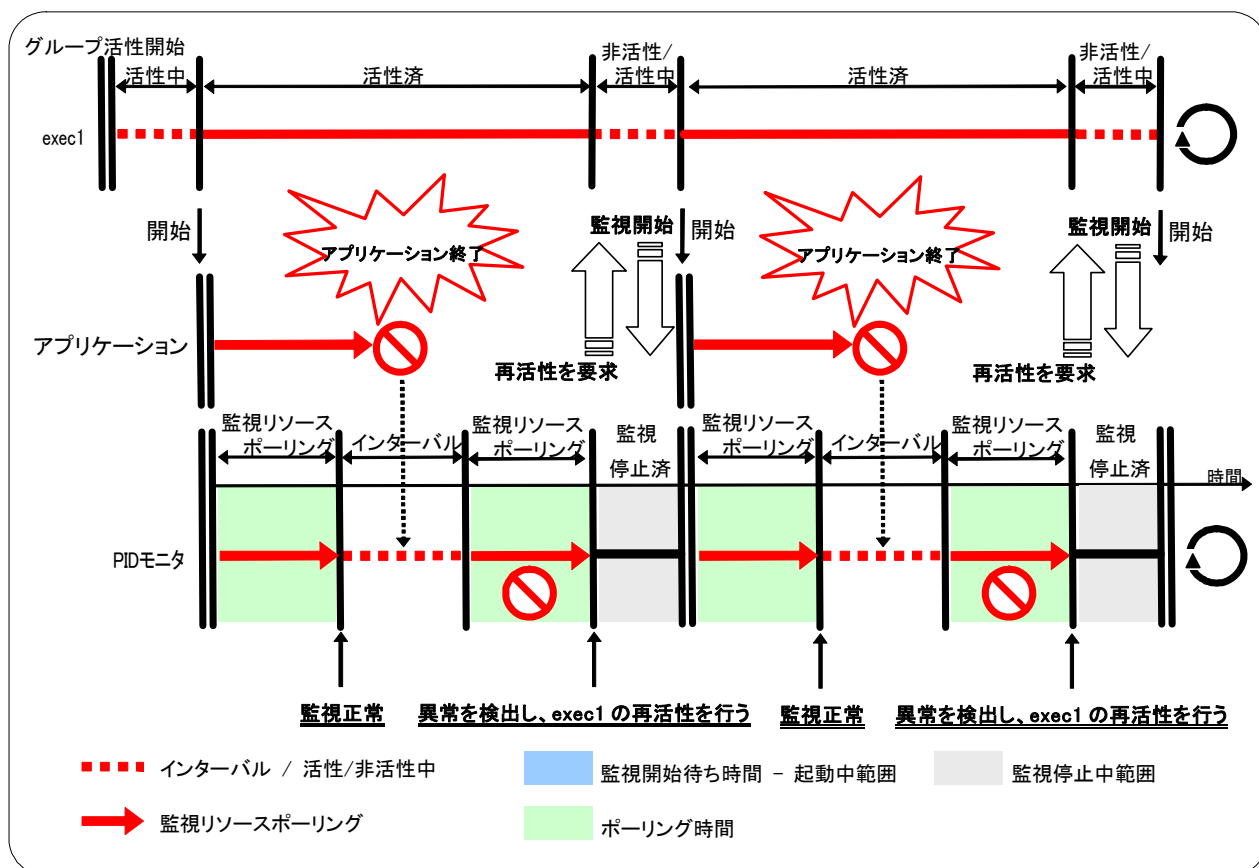 グループ活性開始
活性中
活性済
非活性/
活性中
活性済
非活性/
活性中
exec1
開始
アプリケーション終了
監視開始
開始
アプリケーション終了
監視開始
開始
アプリケーション
再活性を要求
再活性を要求
監視リソース
ポーリング
インターバル
監視リソース
ポーリング
監視
停止済
監視リソース
ポーリング
インターバル
監視リソース
ポーリング
監視
停止済
時間
PIDモニタ
監視正常
異常を検出し、exec1 の再活性を行う
監視正常
異常を検出し、exec1 の再活性を行う
インターバル / 活性/非活性中
監視開始待ち時間 − 起動中範囲
監視停止中範囲
監視リソースポーリング
ポーリング時間